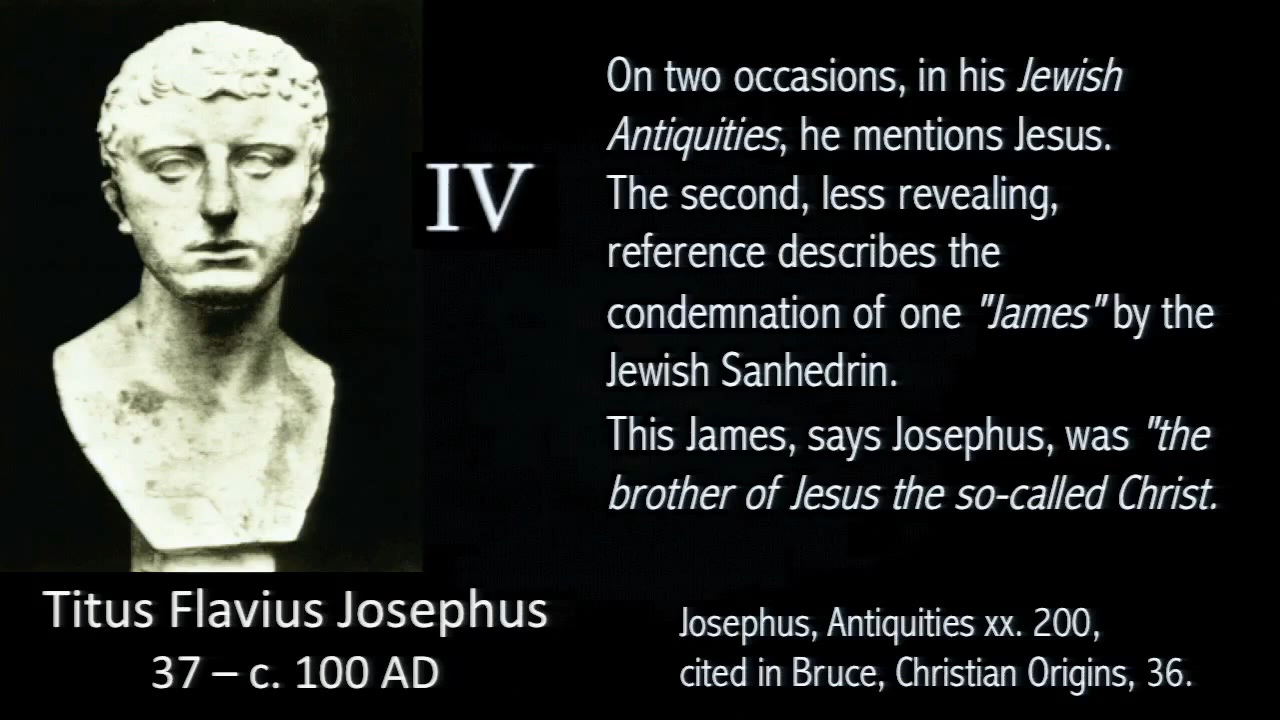 IV
On two occasions, in his Jewish
Antiquities, he mentions Jesus.
The second, less revealing,
reference describes the
condemnation of one "James" by the
Jewish Sanhedrin.
This James, says Josephus, was "the
brother of Jesus the so-called Christ.
Titus Flavius Josephus
37 – c. 100 AD
Josephus, Antiquities xx. 200,
cited in Bruce, Christian Origins, 36.